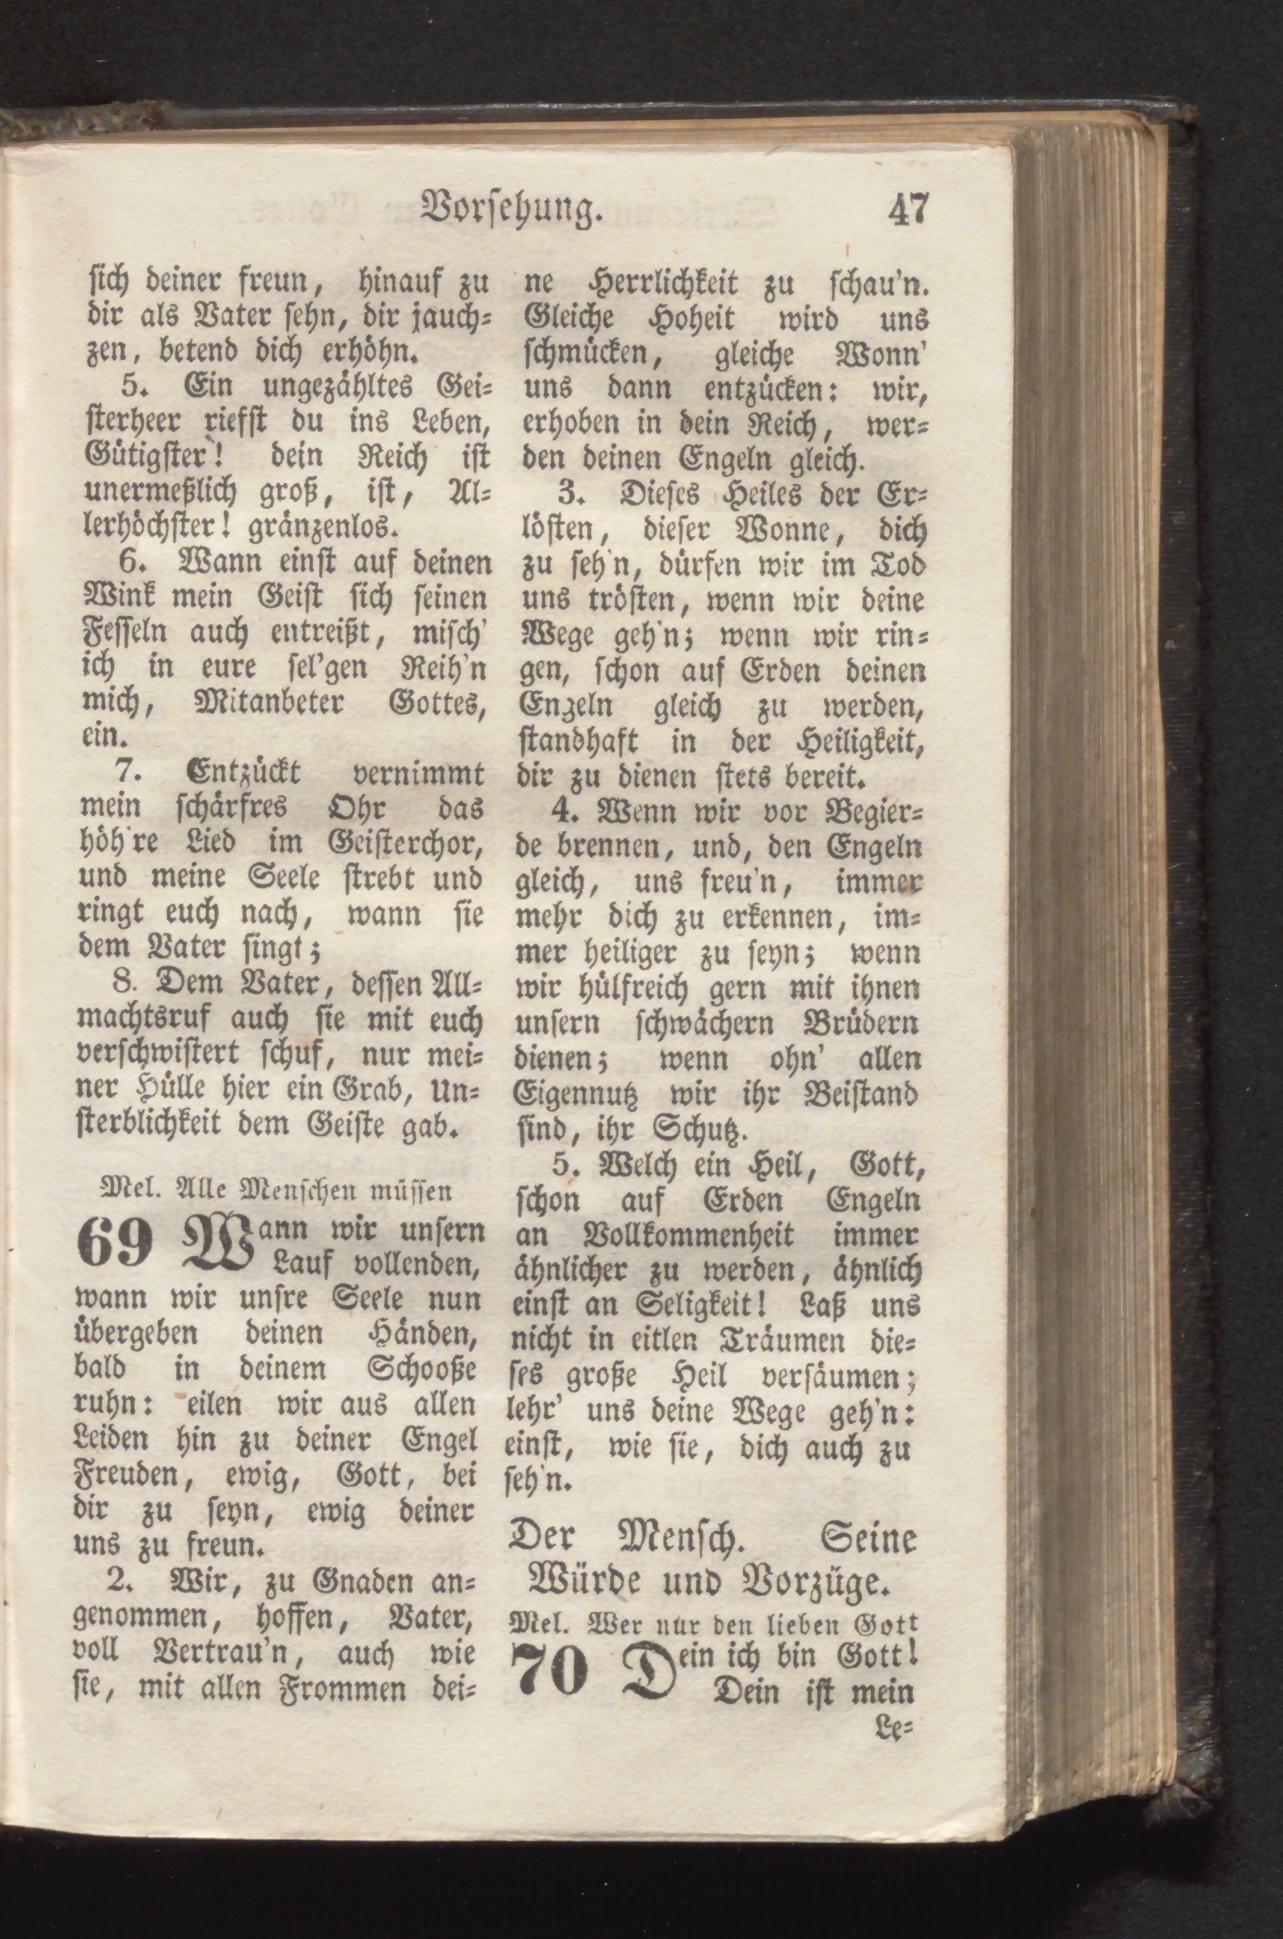 Vorsehung. 47
sich deiner freun, hinauf zu
dir als Vater sehn, dir jauch-
zen, betend dich erhöhn.
5. Ein ungezähltes Gei-
sterheer riefst du ins Leben,
Gütigster! dein Reich ist
unermeßlich groß, ist, Al-
lerhöchster! gränzenlos.
6. Wann einst auf deinen
Wink mein Geist sich seinen
Fesseln auch entreißt, misch'
ich in eure sel'gen Reih'n
mich, Mitanbeter Gottes,
ein.
7. Entzückt vernimmt
mein schärfres Ohr das
höh're Lied im Geisterchor,
und meine Seele strebt und
ringt euch nach, wann sie
dem Vater singt;
8. Dem Vater, dessen All-
machtsruf auch sie mit euch
verschwistert schuf, nur mei-
ner Hülle hier ein Grab, Un-
sterblichkeit dem Geiste gab.
Mel. Alle Menschen müssen
69 Wann wir unsern
Lauf vollenden,
wann wir unsre Seele nun
übergeben deinen Händen,
bald in deinem Schooße
ruhn: eilen wir aus allen
Leiden hin zu deiner Engel
Freuden, ewig, Gott, bei
dir zu seyn, ewig deiner
uns zu freun.
2. Wir, zu Gnaden an-
genommen, hoffen, Vater,
voll Vertrau'n, auch wie
sie, mit allen Frommen dei-
ne Herrlichkeit zu schau'n.
Gleiche Hoheit wird uns
schmücken, gleiche Wonn'
uns dann entzücken: wir,
erhoben in dein Reich, wer-
den deinen Engeln gleich.
3. Dieses Heiles der Er-
lösten, dieser Wonne, dich
zu seh'n, dürfen wir im Tod
uns trösten, wenn wir deine
Wege geh'n; wenn wir rin-
gen, schon auf Erden deinen
Engeln gleich zu werden,
standhaft in der Heiligkeit,
dir zu dienen stets bereit.
4. Wenn wir vor Begier-
de brennen, und, den Engeln
gleich, uns freu'n, immer
mehr dich zu erkennen, im-
mer heiliger zu seyn; wenn
wir hülfreich gern mit ihnen
unsern schwächern Brüdern
dienen; wenn ohn' allen
Eigennutz wir ihr Beistand
sind, ihr Schutz.
5. Welch ein Heil, Gott,
schon auf Erden Engeln
an Vollkommenheit immer
ähnlicher zu werden, ähnlich
einst an Seligkeit! Laß uns
nicht in eitlen Träumen die-
ses große Heil versäumen;
lehr' uns deine Wege geh'n:
einst, wie sie, dich auch zu
seh'n.
Der Mensch. Seine
Würde und Vorzüge.
Mel. Wer nur den lieben Gott
70 Dein ich bin Gott!
Dein ist mein
Le-